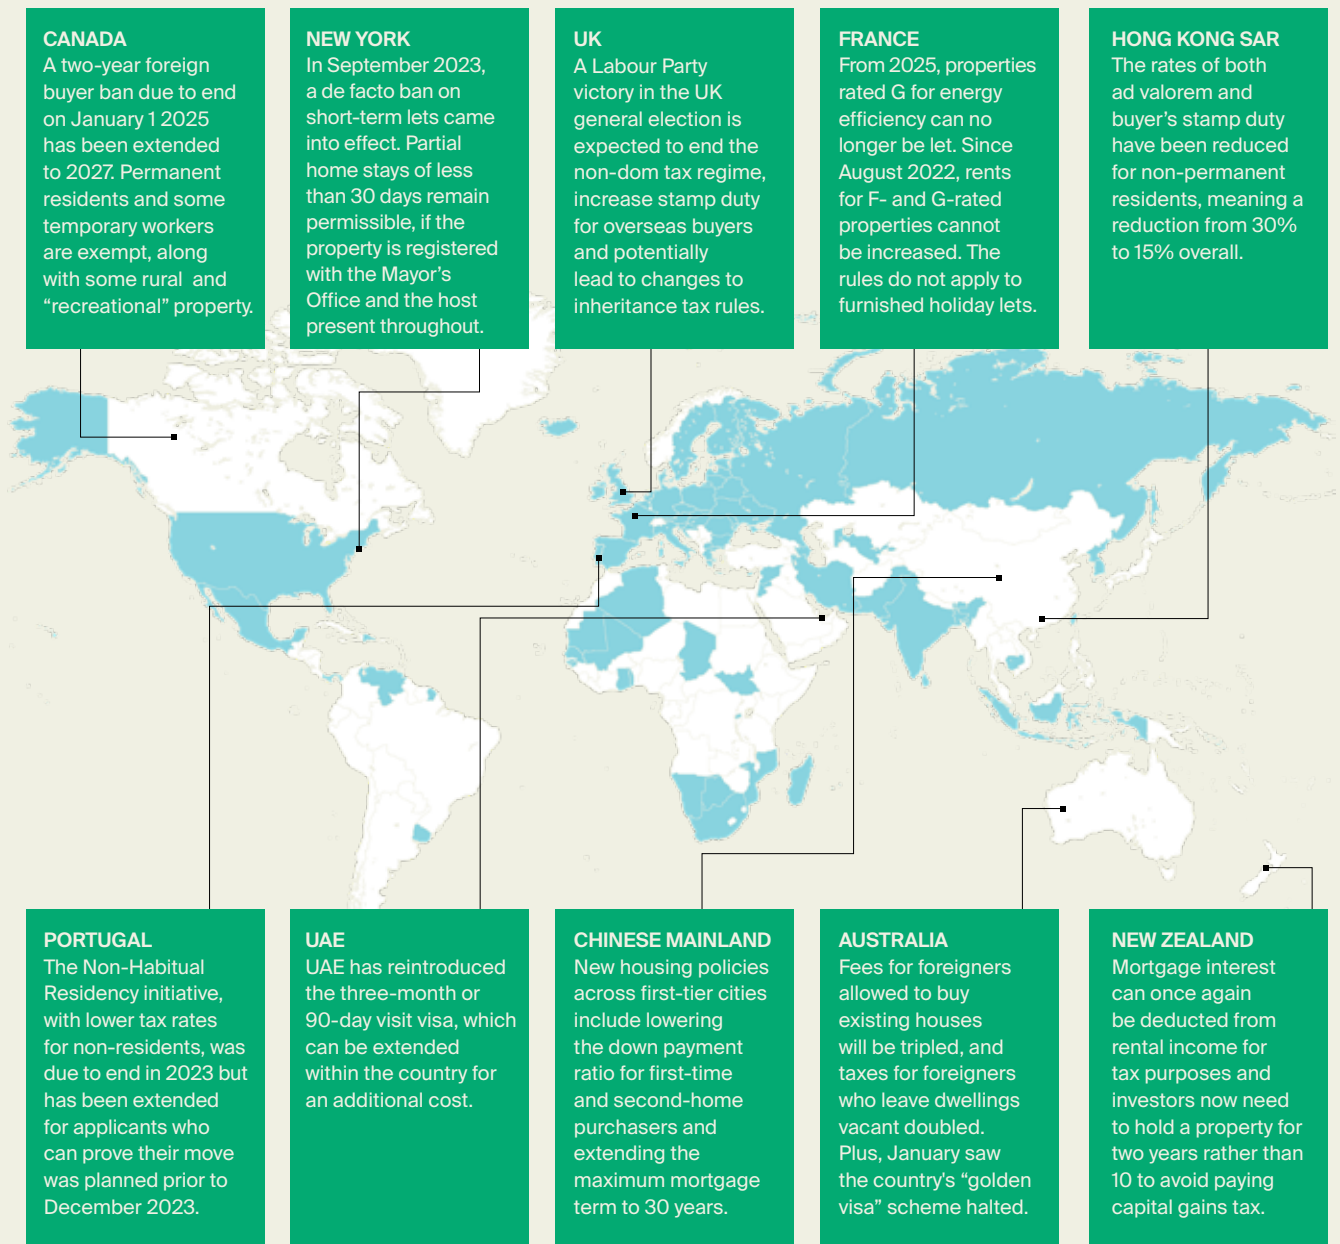 CANADA
A two-year foreign
buyer ban due to end
on January 1 2025
has been extended
to 2027. Permanent
residents and some
temporary workers
are exempt, along
with some rural and
“recreational” property.
NEW YORK
In September 2023,
a de facto ban on
short-term lets came
into effect. Partial
home stays of less
than 30 days remain
permissible, if the
property is registered
with the Mayor’s
Office and the host
present throughout.
UK
A Labour Party
victory in the UK
general election is
expected to end the
non-dom tax regime,
increase stamp duty
for overseas buyers
and potentially
lead to changes to
inheritance tax rules.
FRANCE
From 2025, properties
rated G for energy
efficiency can no
longer be let. Since
August 2022, rents
for F- and G-rated
properties cannot
be increased. The
rules do not apply to
furnished holiday lets.
HONG KONG SAR
The rates of both
ad valorem and
buyer’s stamp duty
have been reduced
for non-permanent
residents, meaning a
reduction from 30%
to 15% overall.
PORTUGAL
The Non-Habitual
Residency initiative,
with lower tax rates
for non-residents, was
due to end in 2023 but
has been extended
for applicants who
can prove their move
was planned prior to
December 2023.
UAE
UAE has reintroduced
the three-month or
90-day visit visa, which
can be extended
within the country for
an additional cost.
CHINESE MAINLAND
New housing policies
across first-tier cities
include lowering
the down payment
ratio for first-time
and second-home
purchasers and
extending the
maximum mortgage
term to 30 years.
AUSTRALIA
Fees for foreigners
allowed to buy
existing houses
will be tripled, and
taxes for foreigners
who leave dwellings
vacant doubled.
Plus, January saw
the country's “golden
visa” scheme halted.
NEW ZEALAND
Mortgage interest
can once again
be deducted from
rental income for
tax purposes and
investors now need
to hold a property for
two years rather than
10 to avoid paying
capital gains tax.